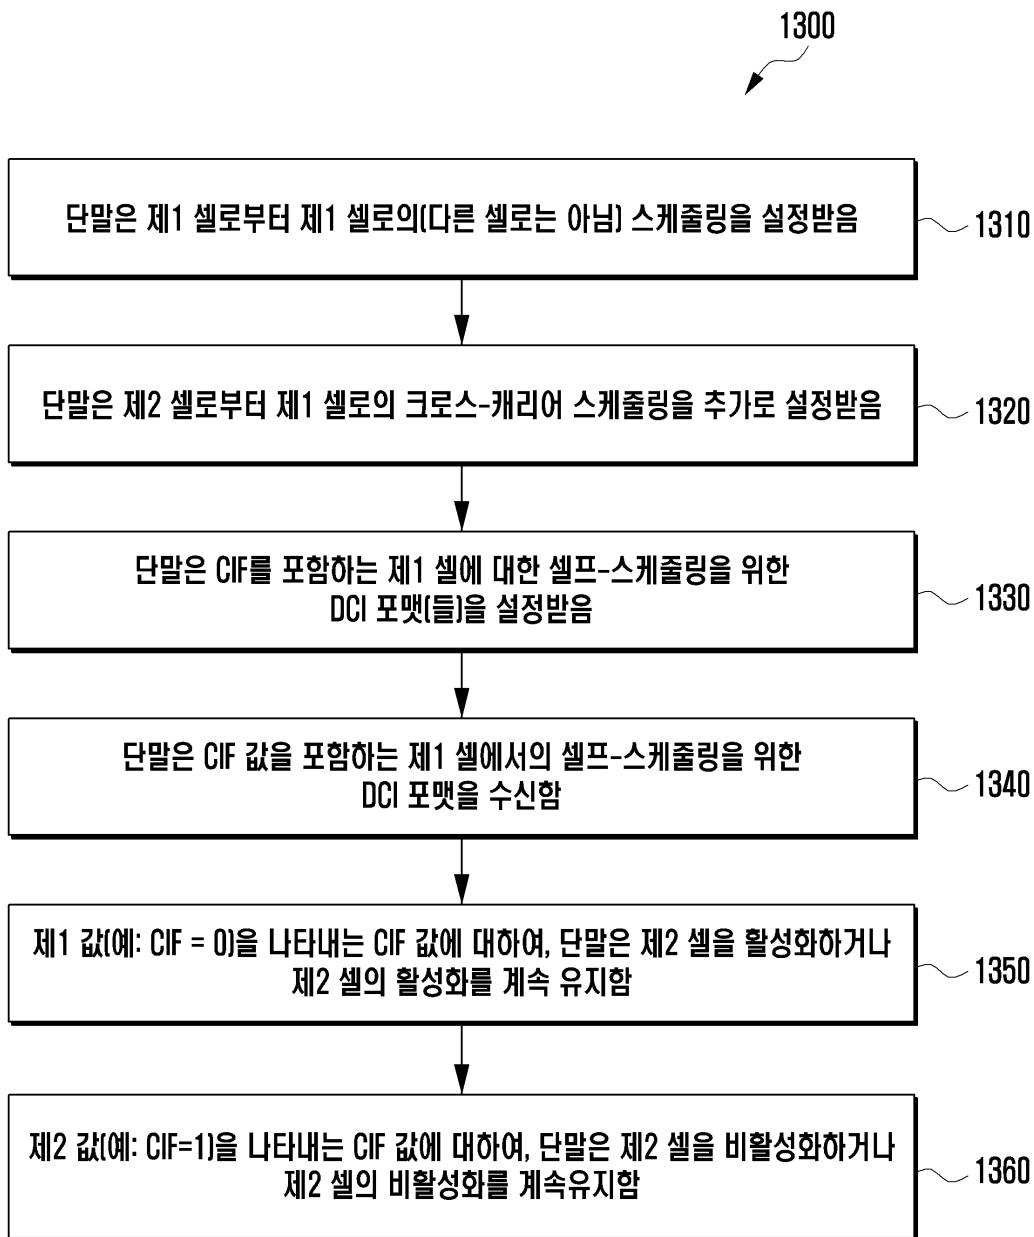 1300
단말은 제1 셀로부터 제1 셀로의(다른 셀로는 아님) 스케줄링을 설정받음
1310
단말은 제2 셀로부터 제1 셀로의 크로스-캐리어 스케줄링을 추가로 설정받음
1320
단말은 CIF를 포함하는 제1 셀에 대한 셀프-스케줄링을 위한
DCI 포맷(들)을 설정받음
1330
단말은 CIF 값을 포함하는 제1 셀에서의 셀프-스케줄링을 위한
DCI 포맷을 수신함
1340
제1 값(예: CIF = 0)을 나타내는 CIF 값에 대하여, 단말은 제2 셀을 활성화하거나
제2 셀의 활성화를 계속 유지함
1350
제2 값(예: CIF=1)을 나타내는 CIF 값에 대하여, 단말은 제2 셀을 비활성화하거나
제2 셀의 비활성화를 계속유지함
1360